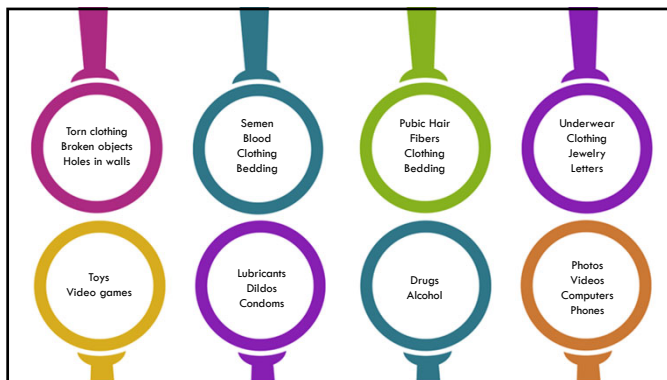 Torn clothing
Broken objects
Holes in walls
Semen
Blood
Clothing
Bedding
Pubic Hair
Fibers
Clothing
Bedding
Underwear
Clothing
Jewelry
Letters
Toys
Video games
Lubricants
Dildos
Condoms
Drugs
Alcohol
Photos
Videos
Computers
Phones